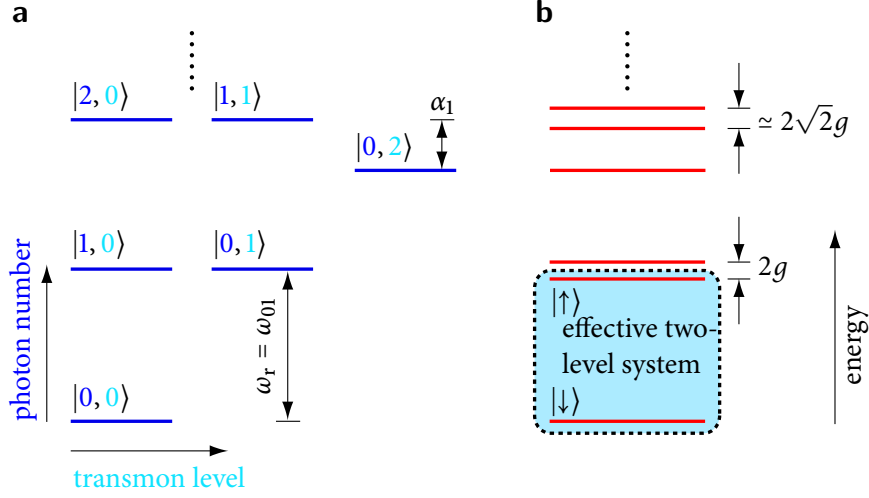 a
|2, 0⟩
|1, 1⟩
α₁
|0, 2⟩
|1, 0⟩
|0, 1⟩
photon number
ωᵣ = ω₀₁
|0, 0⟩
transmon level
b
≃ 2√2g
2g
|↑⟩
effective two-
level system
|↓⟩
energy